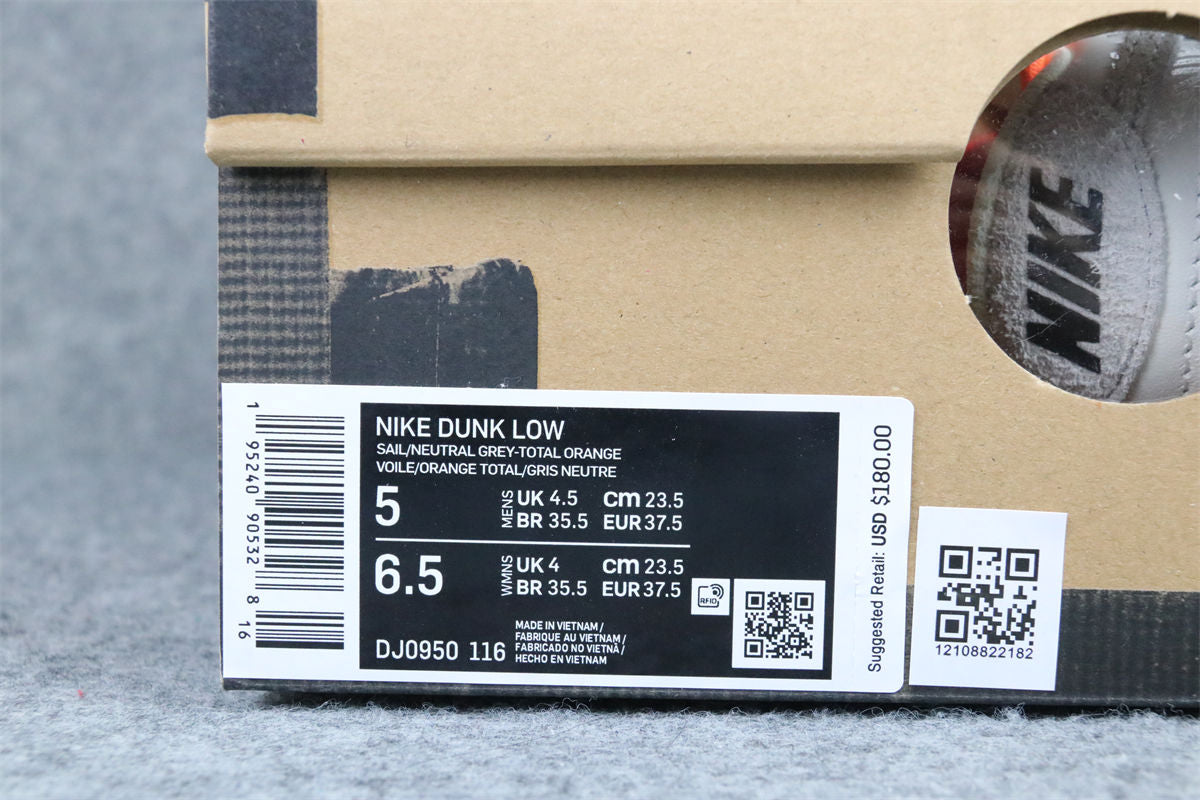 NIKE
1 95240 90532 8 16
NIKE DUNK LOW
SAIL/NEUTRAL GREY-TOTAL ORANGE
VOILE/ORANGE TOTAL/GRIS NEUTRE
5 MENS UK 4.5 cm 23.5
BR 35.5 EUR 37.5
6.5 WMNS UK 4 cm 23.5
BR 35.5 EUR 37.5
RFID
DJ0950 116
MADE IN VIETNAM /
FABRIQUE AU VIETNAM /
FABRICADO NO VIETNÃ /
HECHO EN VIETNAM
Suggested Retail: USD $180.00
12108822182